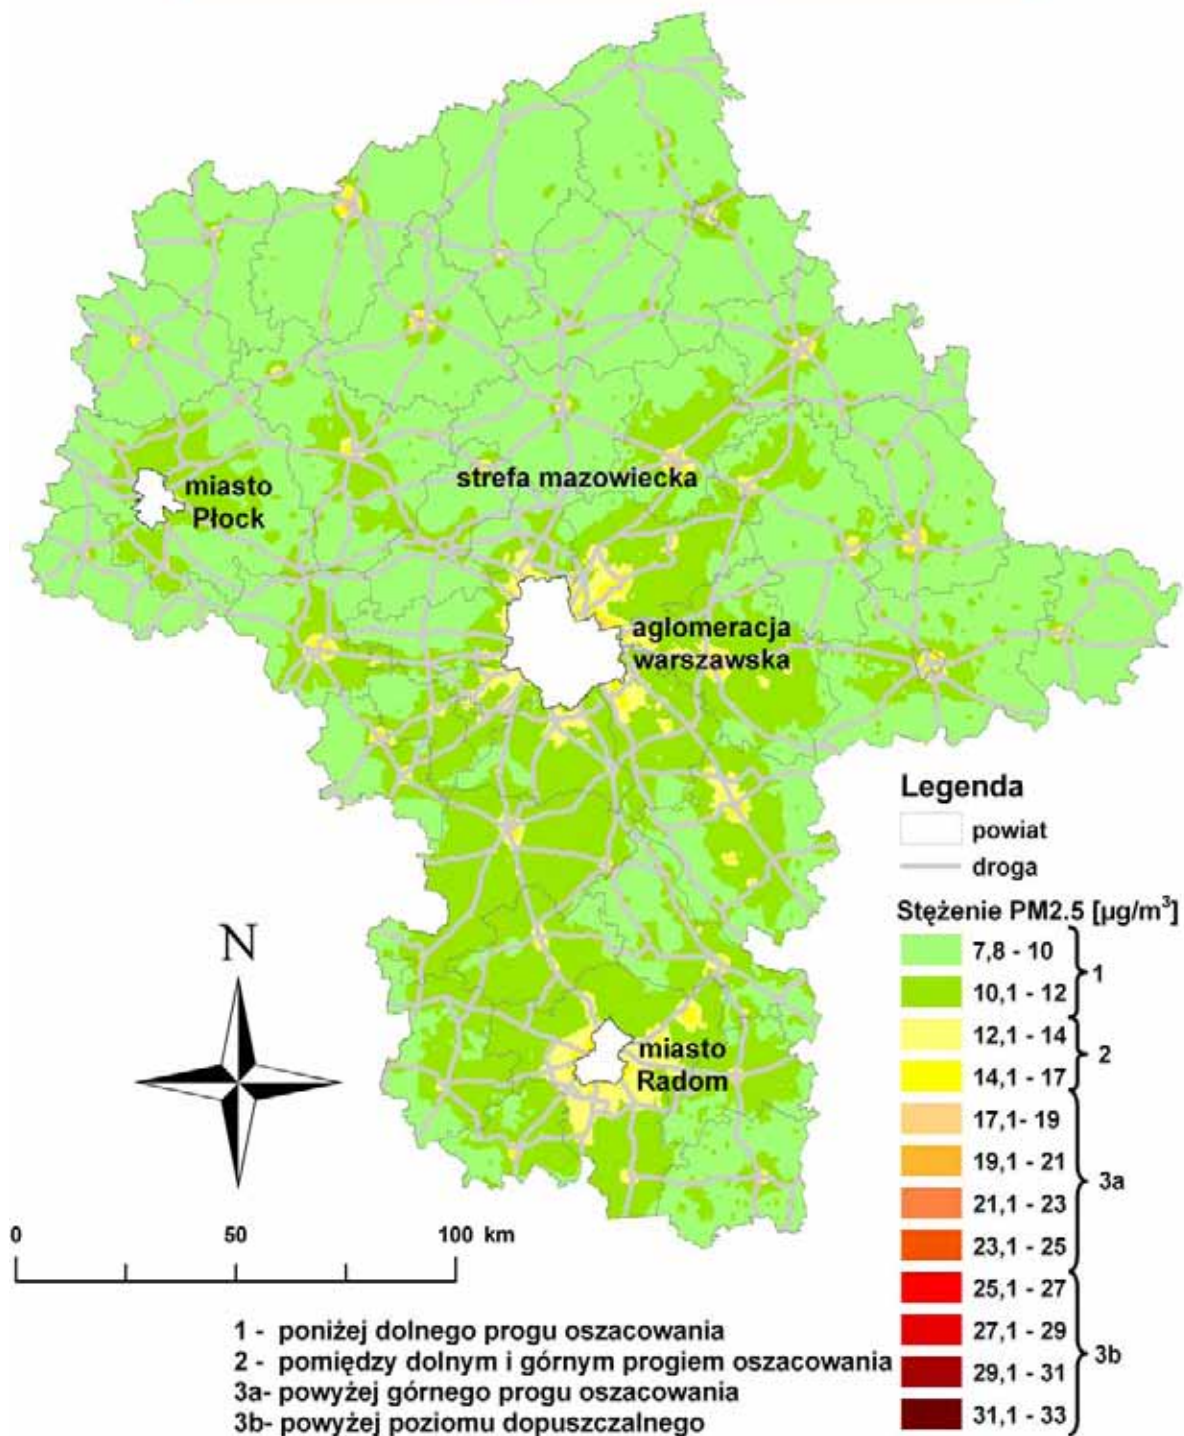 strefa mazowiecka
miasto
Płock
aglomeracja
warszawska
miasto
Radom
N
0 50 100 km
Legenda
powiat
droga
Stężenie PM2.5 [µg/m³]
7,8 - 10
10,1 - 12
1
12,1 - 14
14,1 - 17
2
17,1- 19
19,1 - 21
21,1 - 23
23,1 - 25
3a
25,1 - 27
27,1 - 29
29,1 - 31
31,1 - 33
3b
1 - poniżej dolnego progu oszacowania
2 - pomiędzy dolnym i górnym progiem oszacowania
3a- powyżej górnego progu oszacowania
3b- powyżej poziomu dopuszczalnego